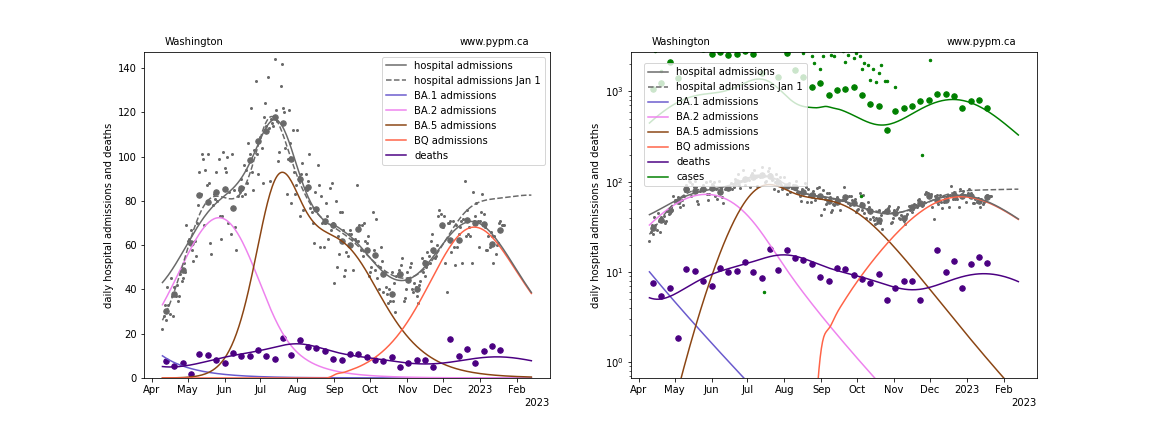 Washington
www.pypm.ca
daily hospital admissions and deaths
140
120
100
80
60
40
20
0
hospital admissions
hospital admissions Jan 1
BA.1 admissions
BA.2 admissions
BA.5 admissions
BQ admissions
deaths
Apr May Jun Jul Aug Sep Oct Nov Dec 2023 Feb
2023
Washington
www.pypm.ca
daily hospital admissions and deaths
10³
10²
10¹
10⁰
hospital admissions
hospital admissions Jan 1
BA.1 admissions
BA.2 admissions
BA.5 admissions
BQ admissions
deaths
cases
Apr May Jun Jul Aug Sep Oct Nov Dec 2023 Feb
2023